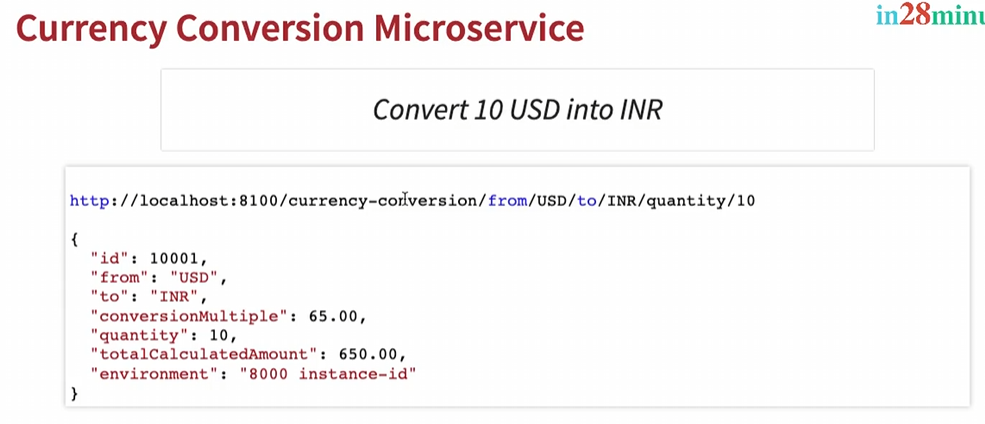 Currency Conversion Microservice
in28minu
Convert 10 USD into INR
http://localhost:8100/currency-conversion/from/USD/to/INR/quantity/10
{
"id": 10001,
"from": "USD",
"to": "INR",
"conversionMultiple": 65.00,
"quantity": 10,
"totalCalculatedAmount": 650.00,
"environment": "8000 instance-id"
}